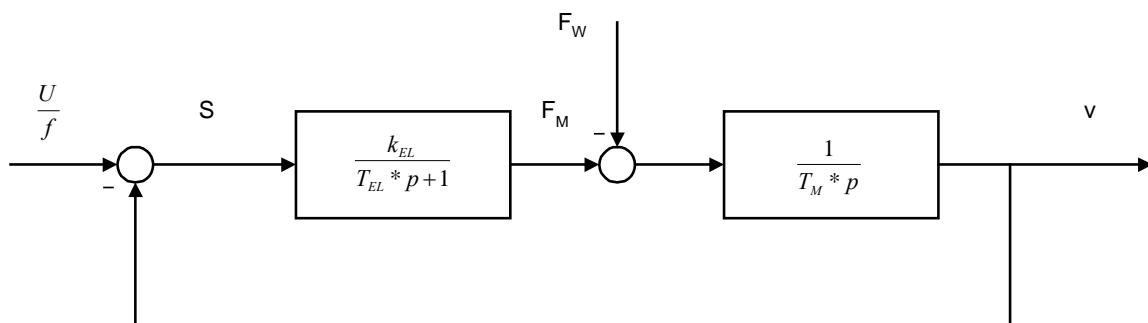 F_W
U/f
S
F_M
v
−
−
k_EL / (T_EL * p + 1)
1 / (T_M * p)